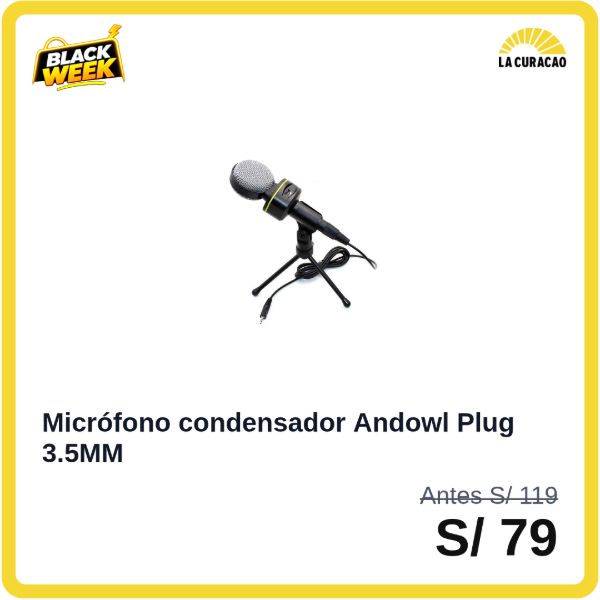 BLACK
WEEK
LA CURACAO
Micrófono condensador Andowl Plug
3.5MM
Antes S/ 119
S/ 79